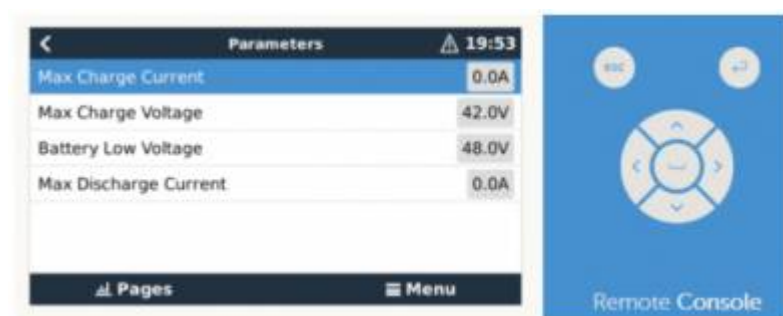 Parameters 19:53
Max Charge Current 0.0A
Max Charge Voltage 42.0V
Battery Low Voltage 48.0V
Max Discharge Current 0.0A
Pages Menu
esc
Remote Console